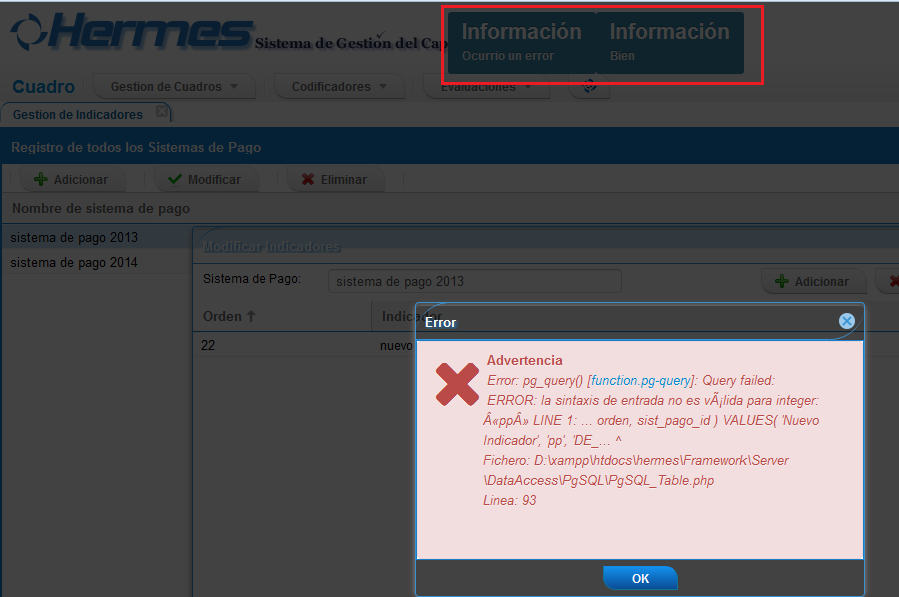 Hermes
Sistema de Gestión del Cap
Información
Ocurrio un error
Información
Bien
Cuadro
Gestion de Cuadros
Codificadores
Evaluaciones
Gestion de Indicadores
Registro de todos los Sistemas de Pago
Adicionar
Modificar
Eliminar
Nombre de sistema de pago
sistema de pago 2013
sistema de pago 2014
Modificar Indicadores
Sistema de Pago:
sistema de pago 2013
Adicionar
Orden
Indicador
22
nuevo
Error
Advertencia
Error: pg_query() [function.pg-query]: Query failed:
ERROR: la sintaxis de entrada no es vÃ¡lida para integer:
Â«ppÂ» LINE 1: ... orden, sist_pago_id ) VALUES( 'Nuevo
Indicador', 'pp', 'DE_... ^
Fichero: D:\xampp\htdocs\hermes\Framework\Server
\DataAccess\PgSQL\PgSQL_Table.php
Linea: 93
OK